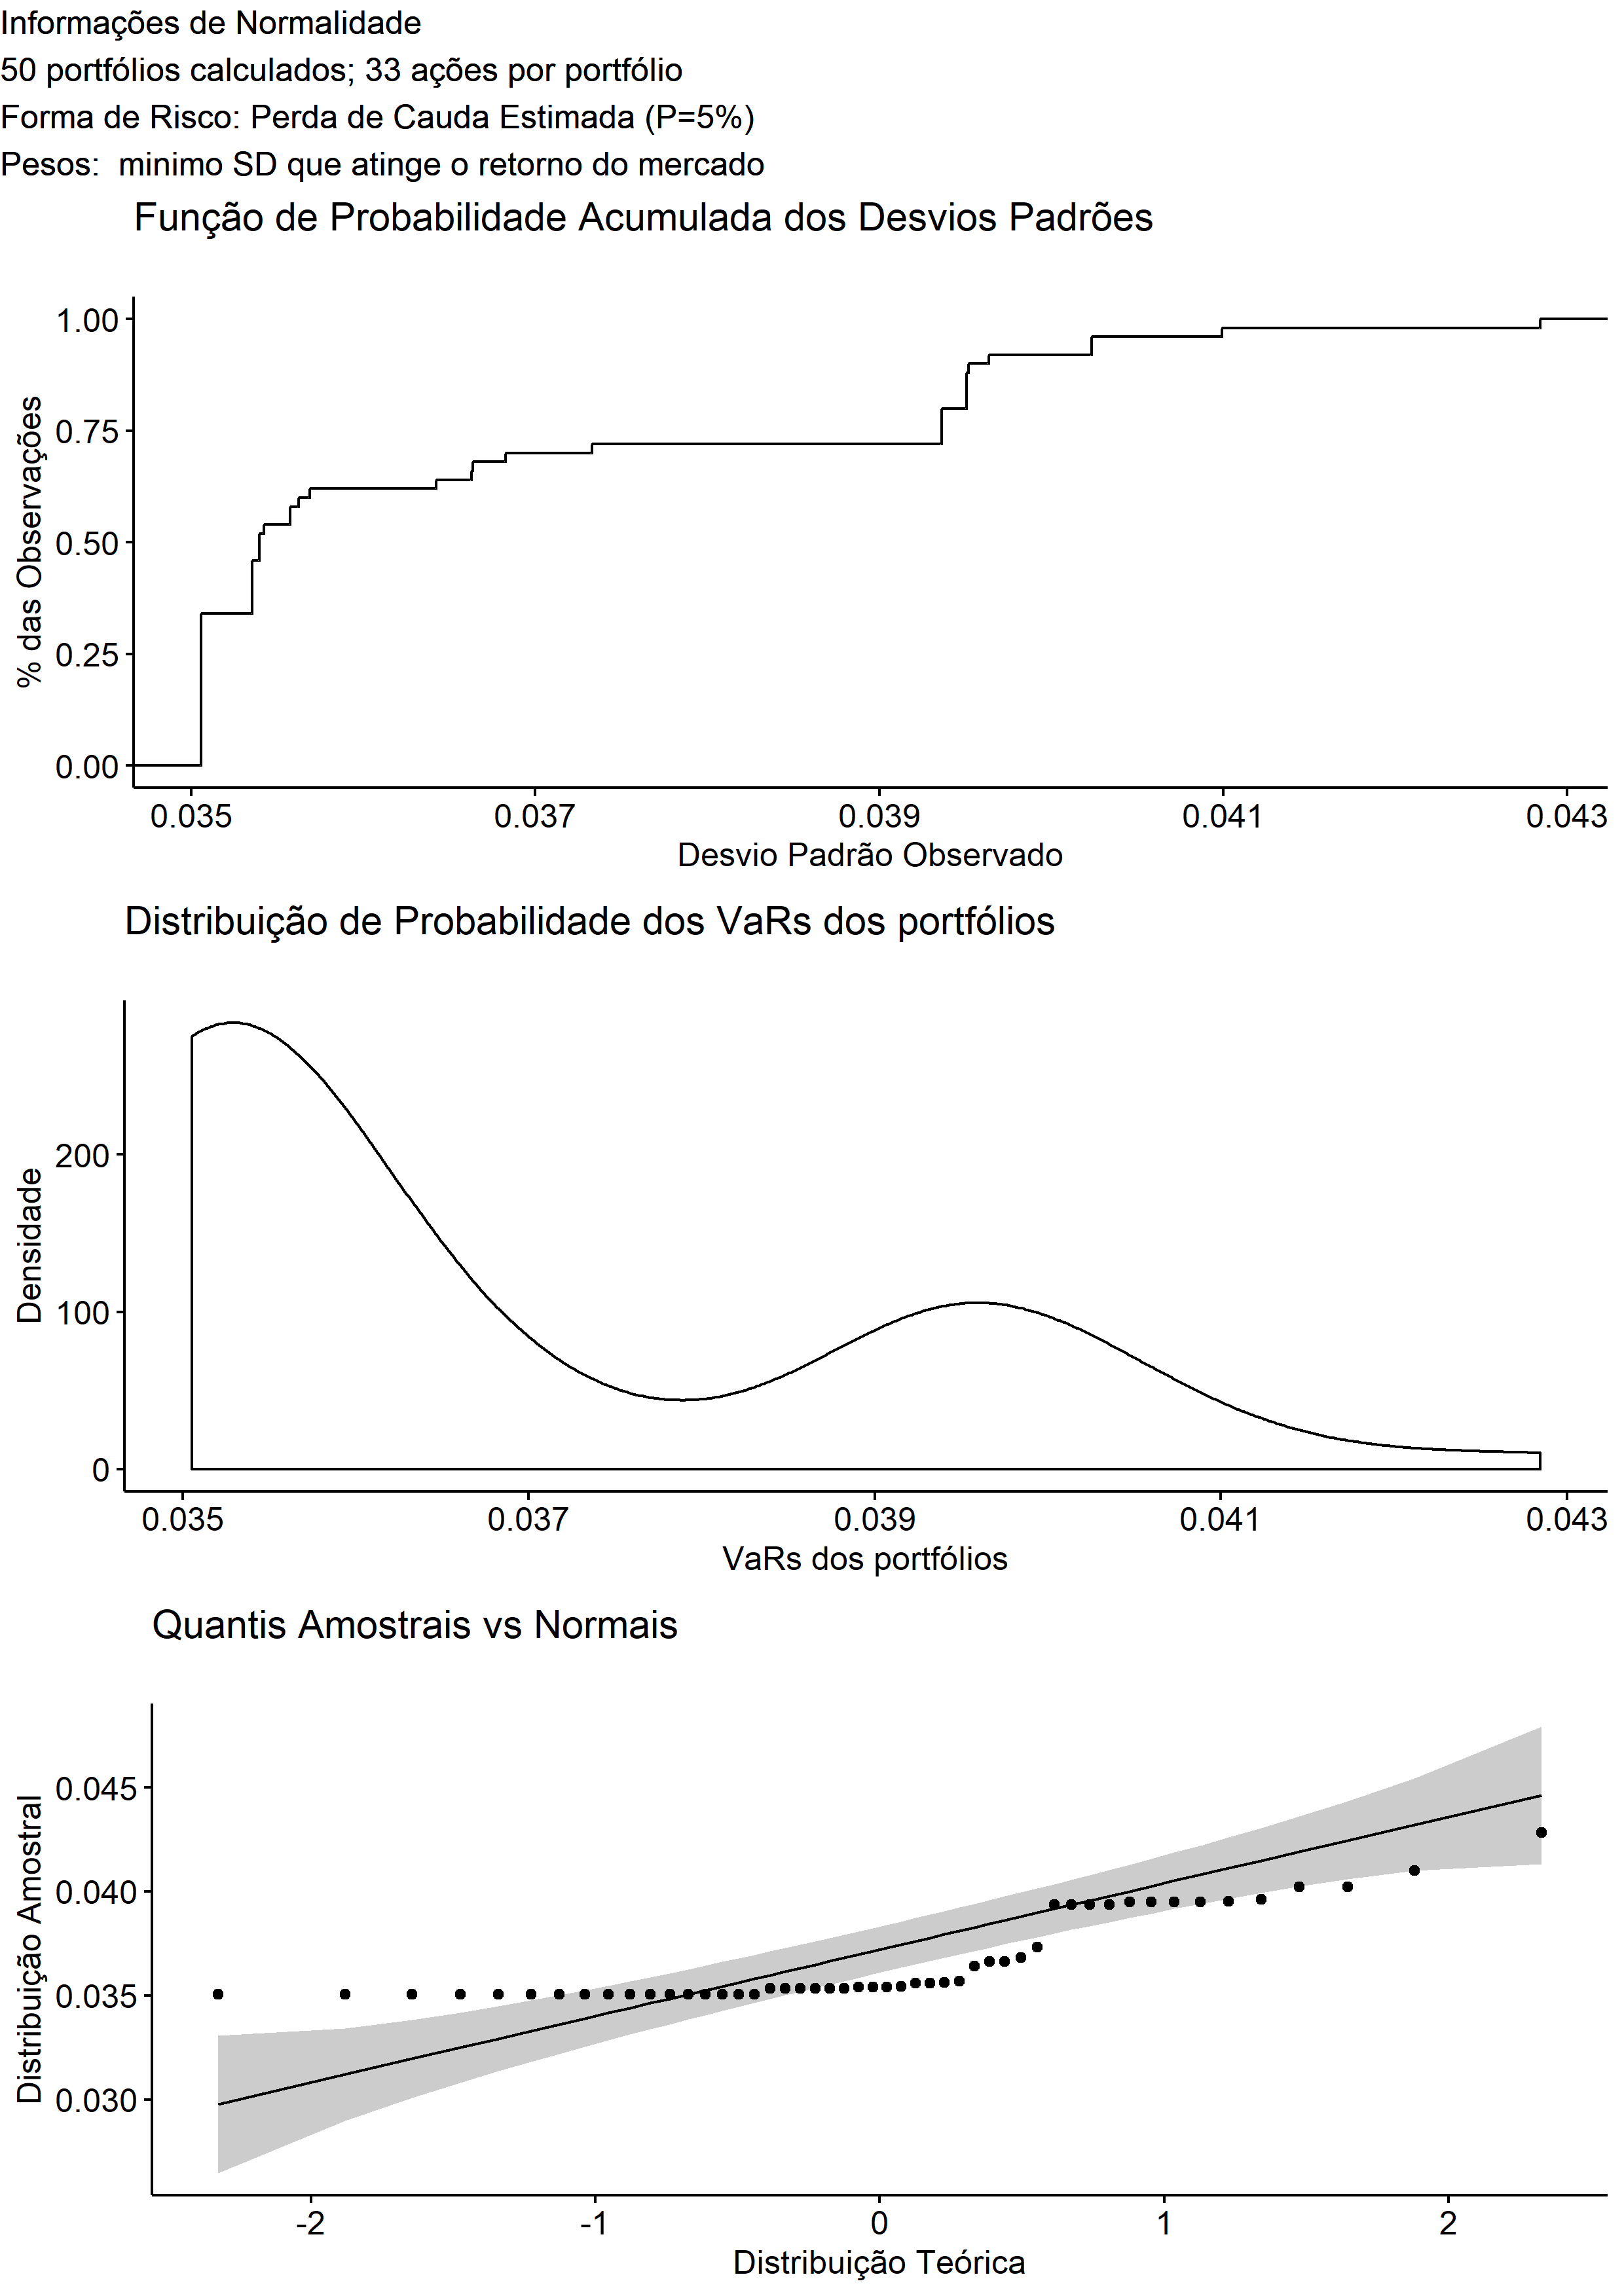 Informações de Normalidade
50 portfólios calculados; 33 ações por portfólio
Forma de Risco: Perda de Cauda Estimada (P=5%)
Pesos:  minimo SD que atinge o retorno do mercado
Função de Probabilidade Acumulada dos Desvios Padrões
% das Observações
1.00
0.75
0.50
0.25
0.00
0.035
0.037
0.039
0.041
0.043
Desvio Padrão Observado
Distribuição de Probabilidade dos VaRs dos portfólios
Densidade
200
100
0
0.035
0.037
0.039
0.041
0.043
VaRs dos portfólios
Quantis Amostrais vs Normais
Distribuição Amostral
0.045
0.040
0.035
0.030
-2
-1
0
1
2
Distribuição Teórica